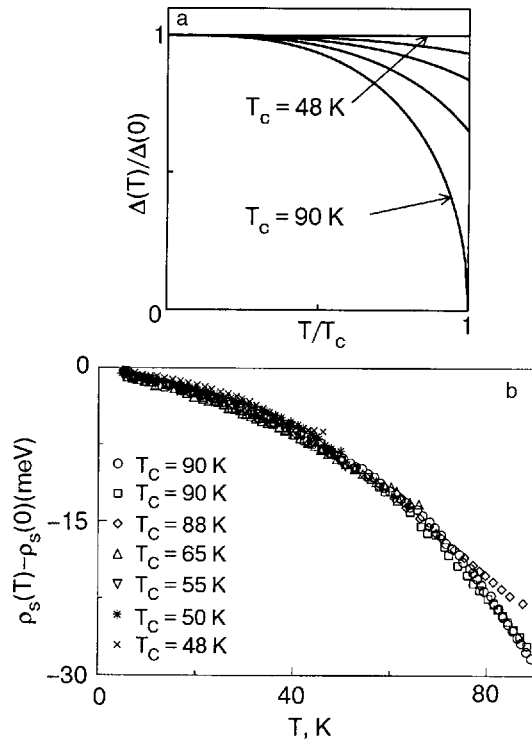 a
1
T_c = 48 K
Δ(T)/Δ(0)
T_c = 90 K
0
T/T_c
1
0
b
ρ_s(T)−ρ_s(0)(meV)
○ T_C = 90 K
□ T_C = 90 K
◇ T_C = 88 K
−15
△ T_C = 65 K
▽ T_C = 55 K
* T_C = 50 K
× T_C = 48 K
−30
0 40 80
T, K